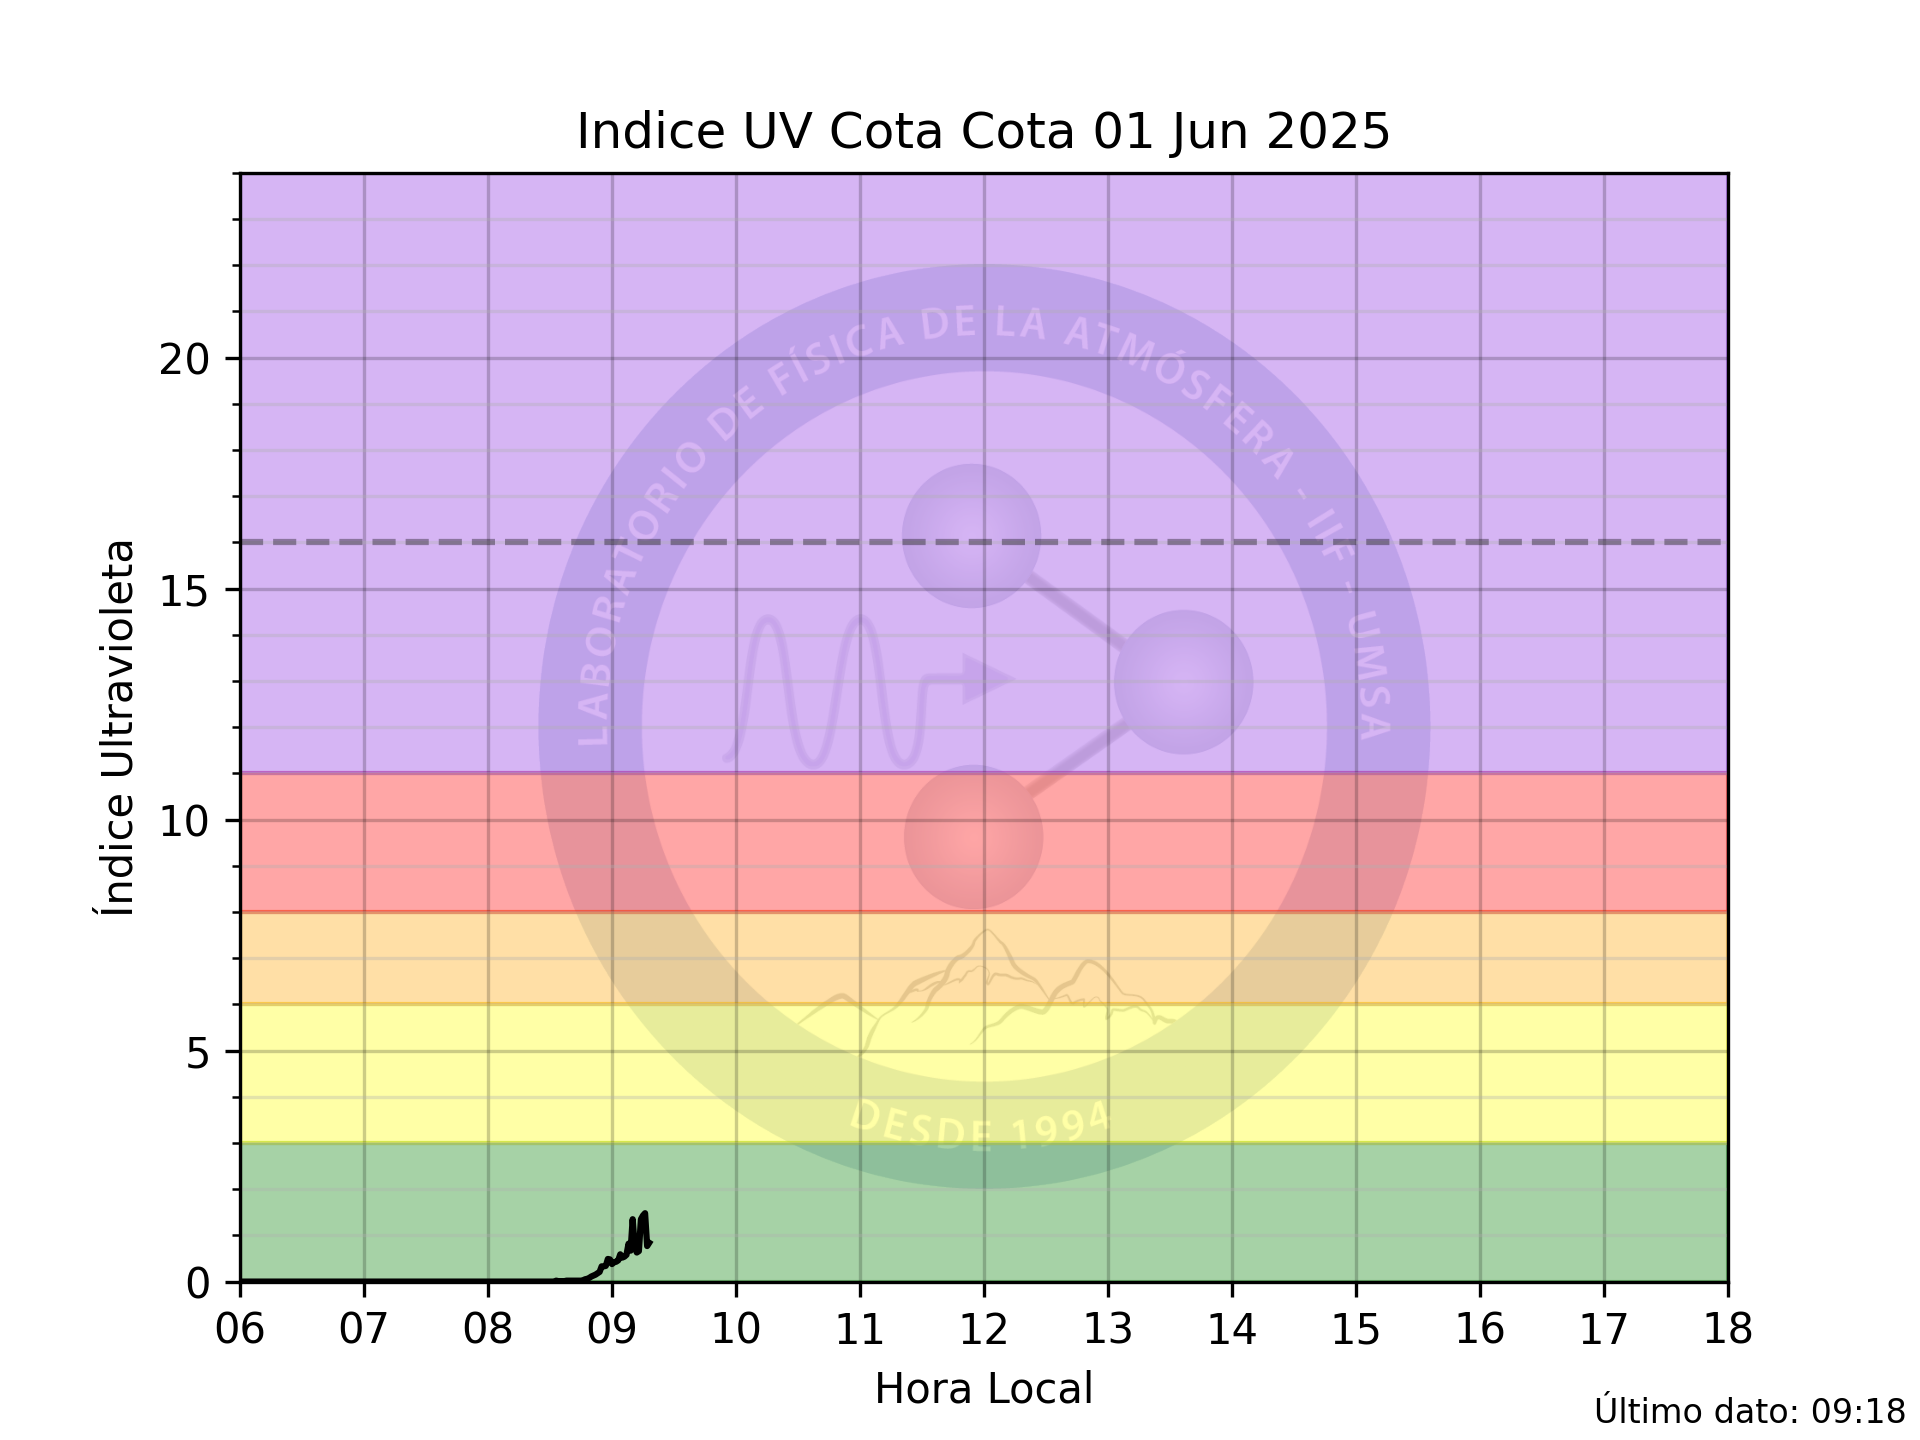 Indice UV Cota Cota 01 Jun 2025
Índice Ultravioleta
20
15
10
5
0
LABORATORIO DE FÍSICA DE LA ATMÓSFERA - IIF - UMSA
DESDE 1994
06 07 08 09 10 11 12 13 14 15 16 17 18
Hora Local
Último dato: 09:18